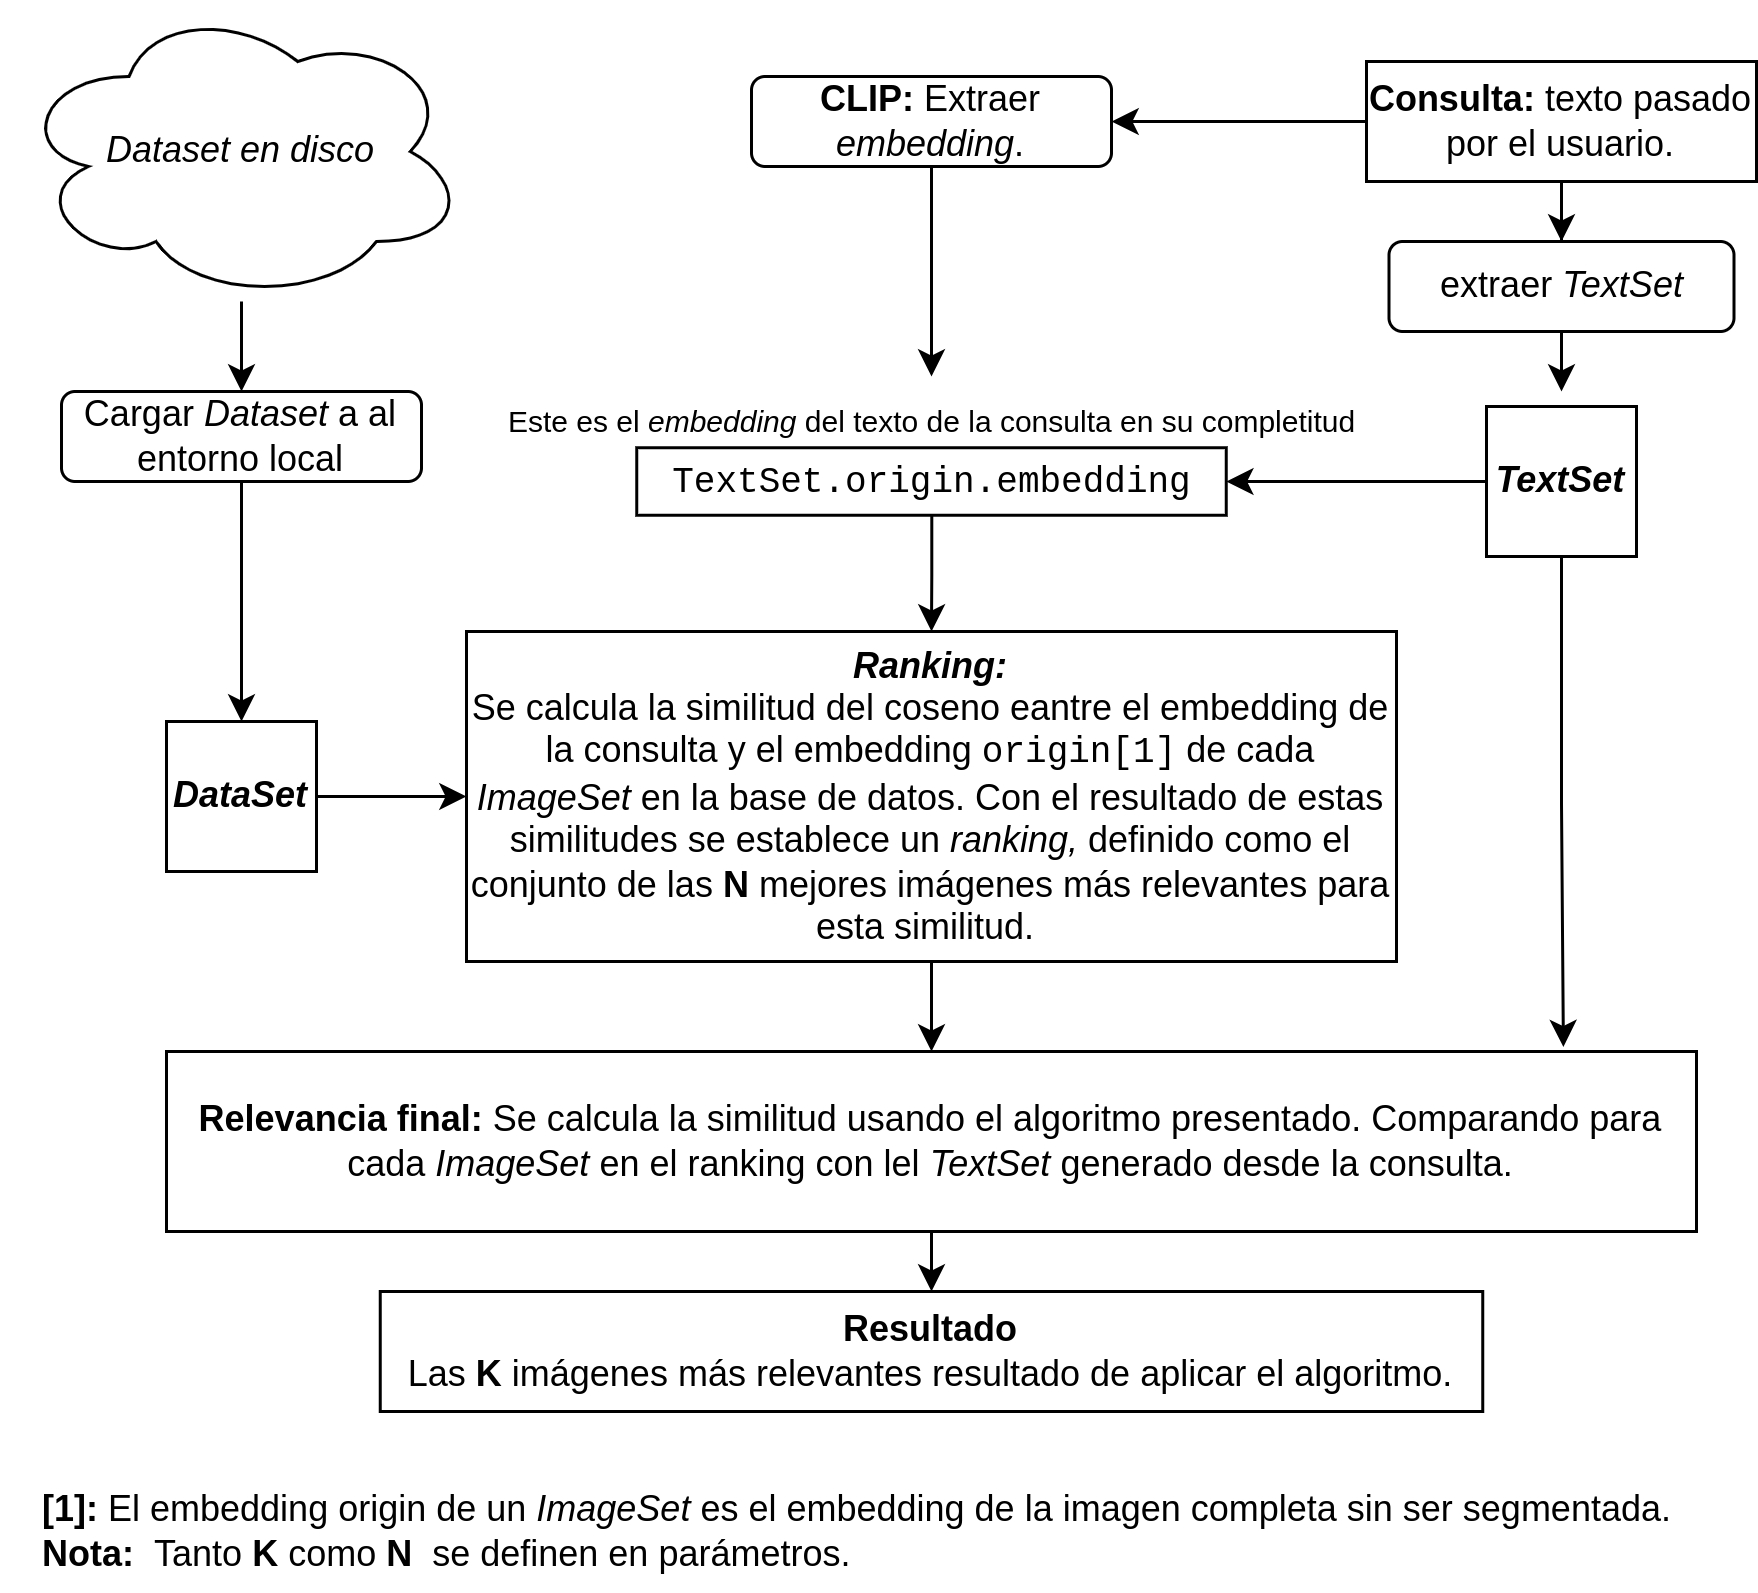 Dataset en disco
CLIP: Extraer
embedding.
Consulta: texto pasado
por el usuario.
extraer TextSet
Cargar Dataset a al
entorno local
Este es el embedding del texto de la consulta en su completitud
TextSet.origin.embedding
TextSet
DataSet
Ranking:
Se calcula la similitud del coseno eantre el embedding de
la consulta y el embedding origin[1] de cada
ImageSet en la base de datos. Con el resultado de estas
similitudes se establece un ranking, definido como el
conjunto de las N mejores imágenes más relevantes para
esta similitud.
Relevancia final: Se calcula la similitud usando el algoritmo presentado. Comparando para
cada ImageSet en el ranking con lel TextSet generado desde la consulta.
Resultado
Las K imágenes más relevantes resultado de aplicar el algoritmo.
[1]: El embedding origin de un ImageSet es el embedding de la imagen completa sin ser segmentada.
Nota: Tanto K como N se definen en parámetros.